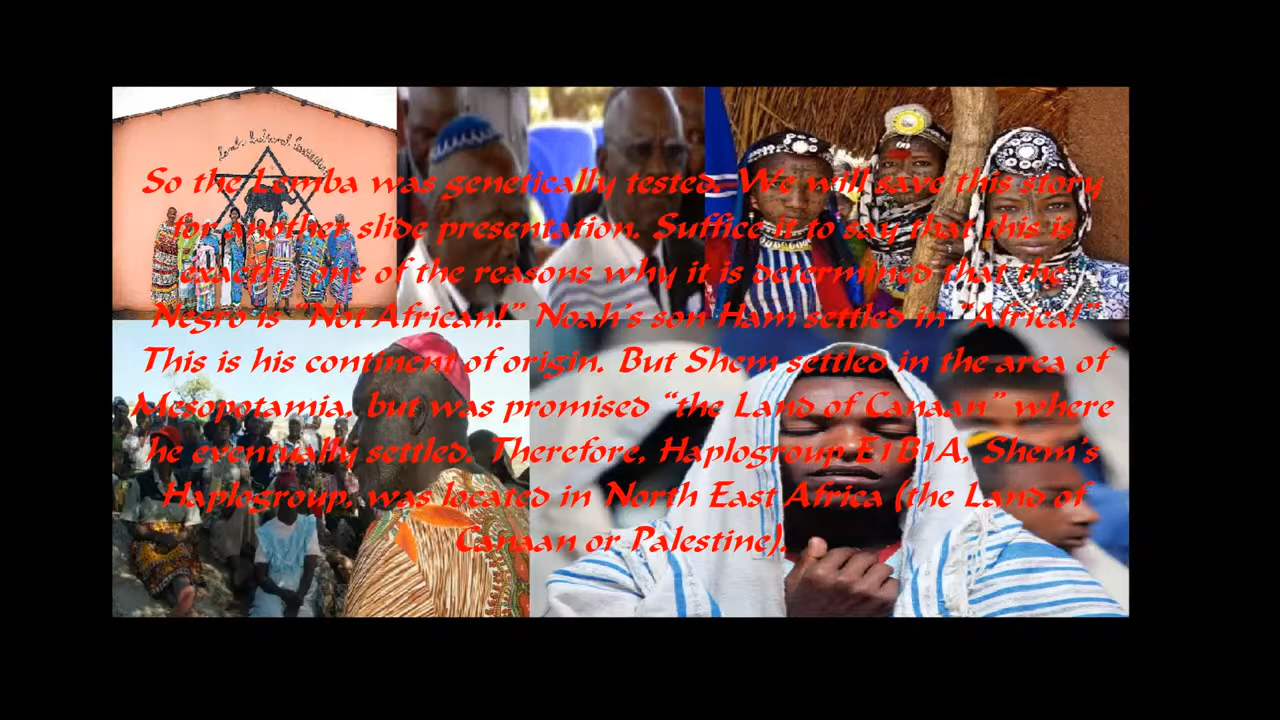 Lemba Cultural Association
So the Lemba was genetically tested. We will save this story
for another slide presentation. Suffice it to say that this is
exactly one of the reasons why it is determined that the
Negro is “Not African!” Noah’s son Ham settled in “Africa!”
This is his continent of origin. But Shem settled in the area of
Mesopotamia, but was promised “the Land of Canaan” where
he eventually settled. Therefore, Haplogroup E1B1A, Shem’s
Haplogroup, was located in North East Africa (the Land of
Canaan or Palestine).